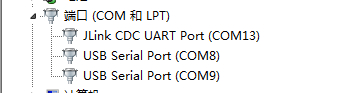 端口 (COM 和 LPT)
JLink CDC UART Port (COM13)
USB Serial Port (COM8)
USB Serial Port (COM9)